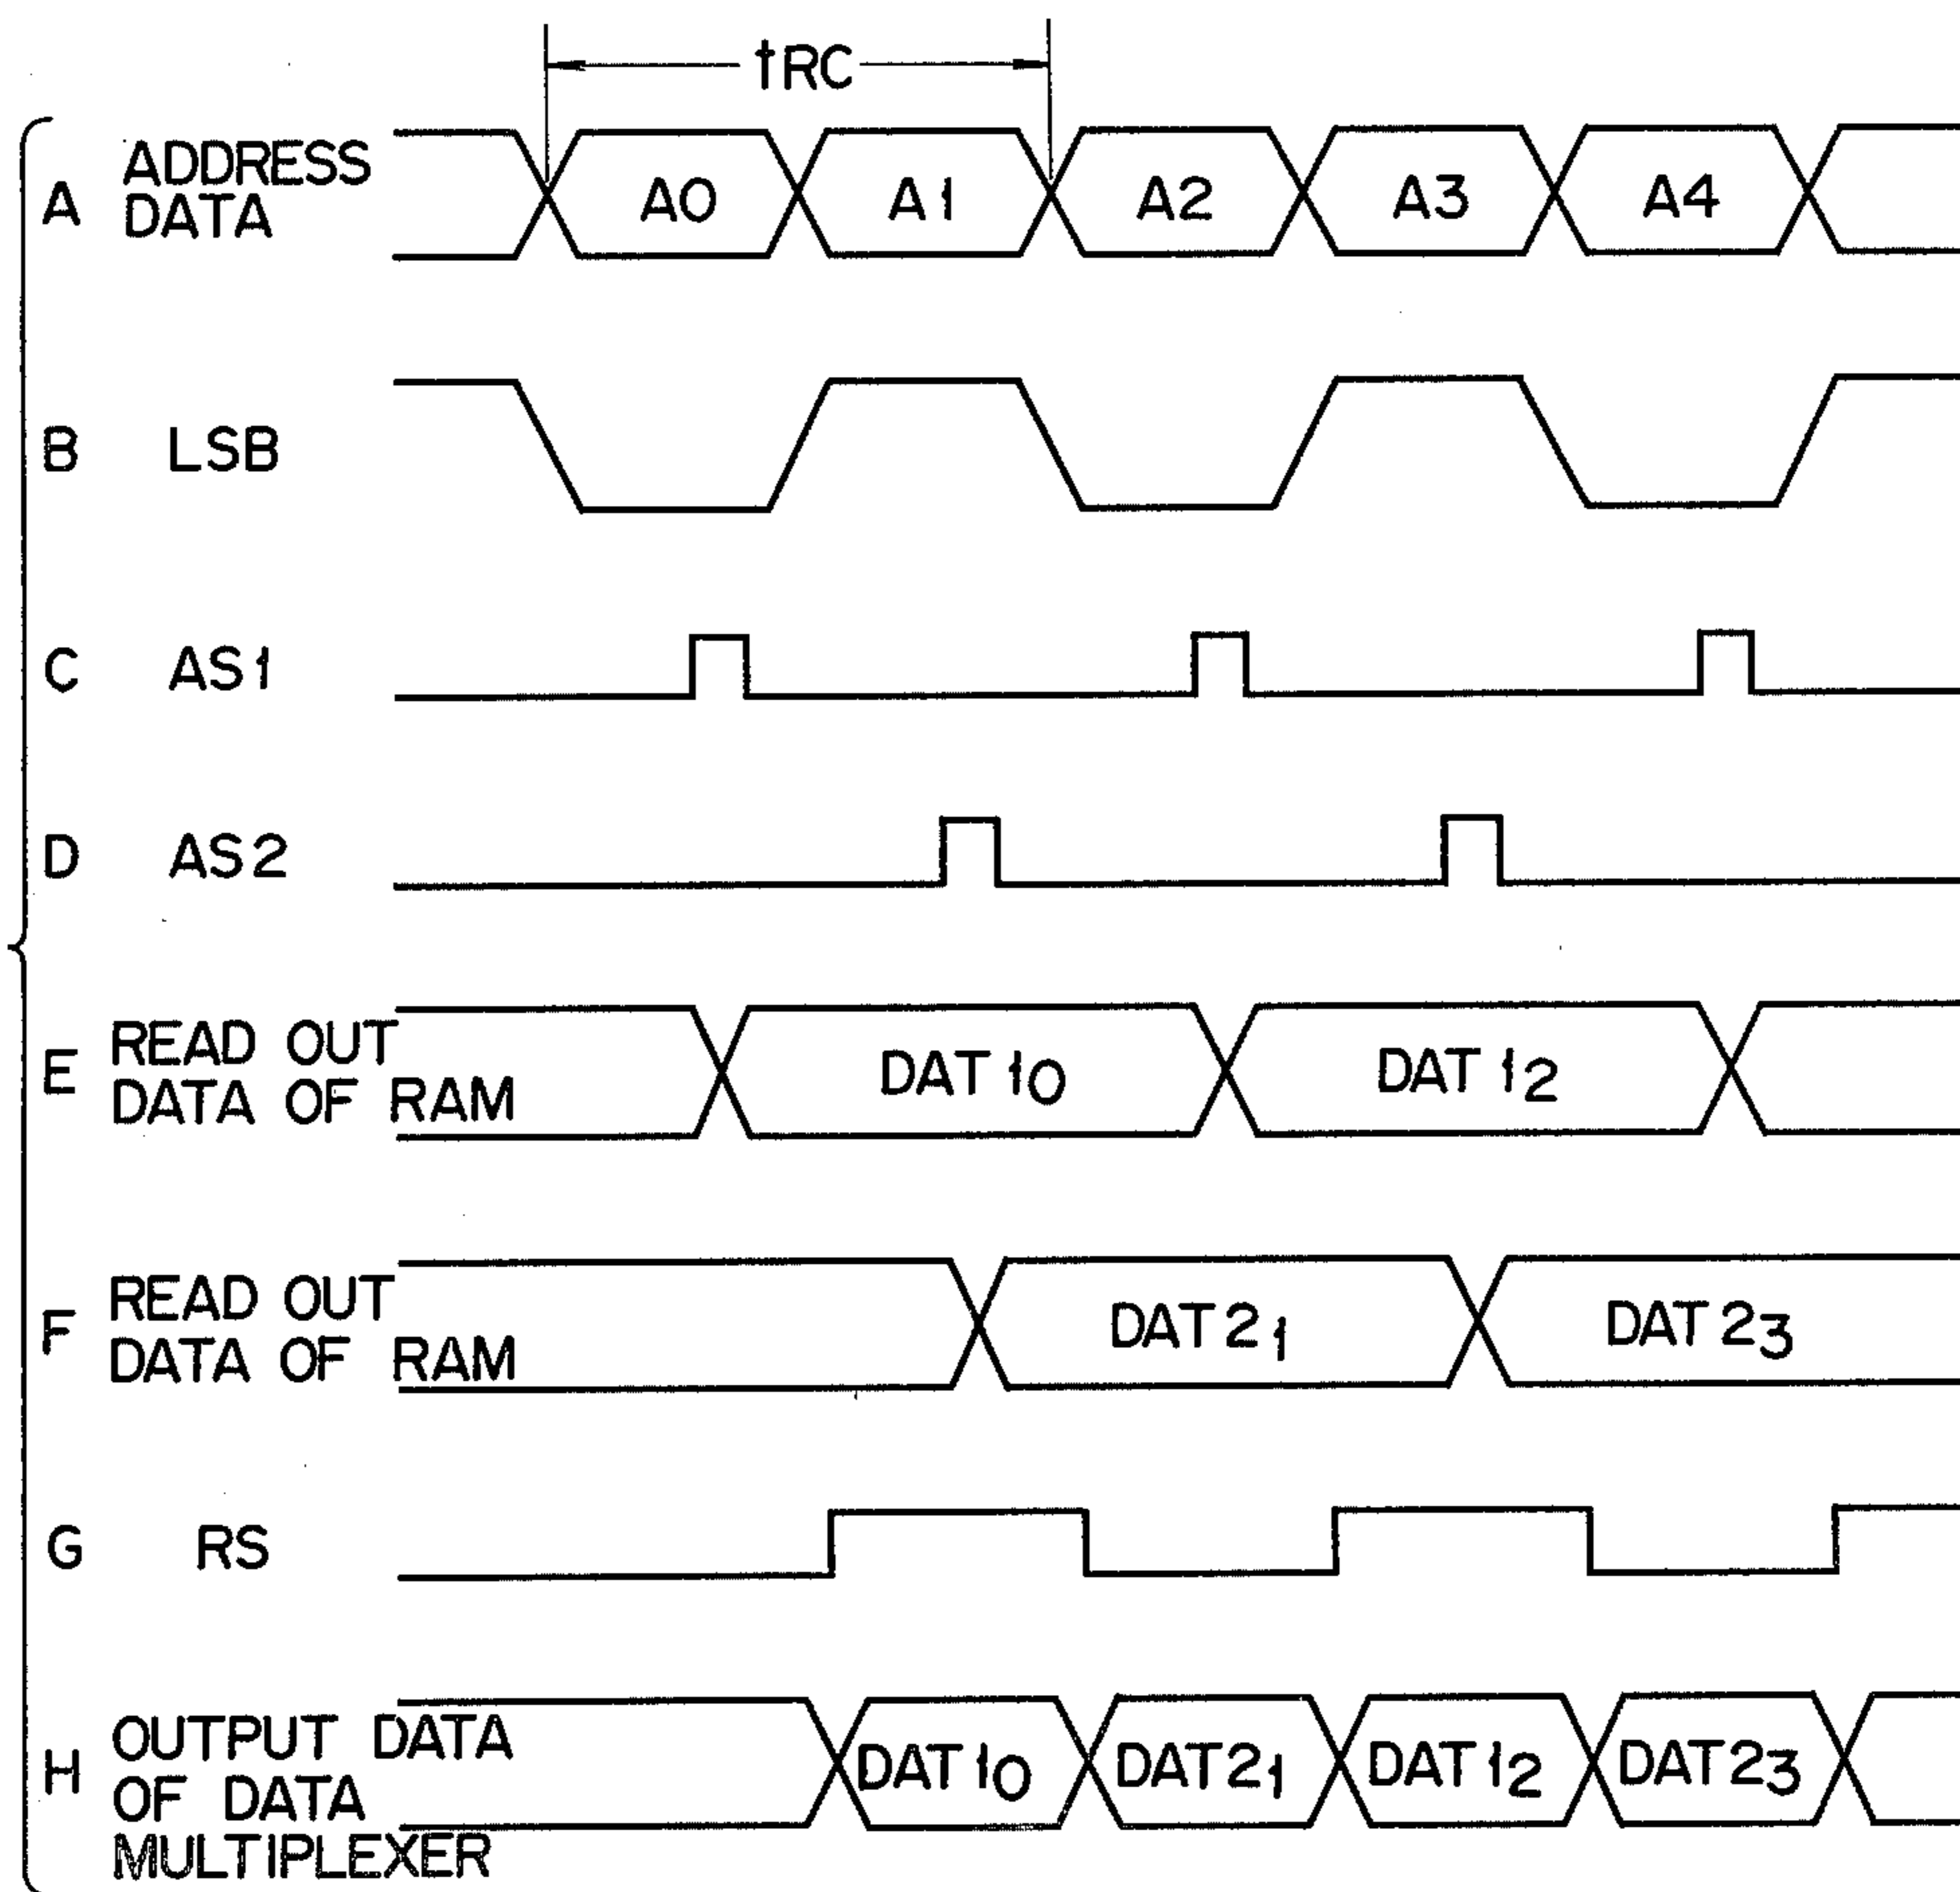 tRC
A ADDRESS
DATA
A0 A1 A2 A3 A4
B LSB
C AS1
D AS2
E READ OUT
DATA OF RAM
DAT 10 DAT 12
F READ OUT
DATA OF RAM
DAT 21 DAT 23
G RS
H OUTPUT DATA
OF DATA
MULTIPLEXER
DAT 10 DAT 21 DAT 12 DAT 23